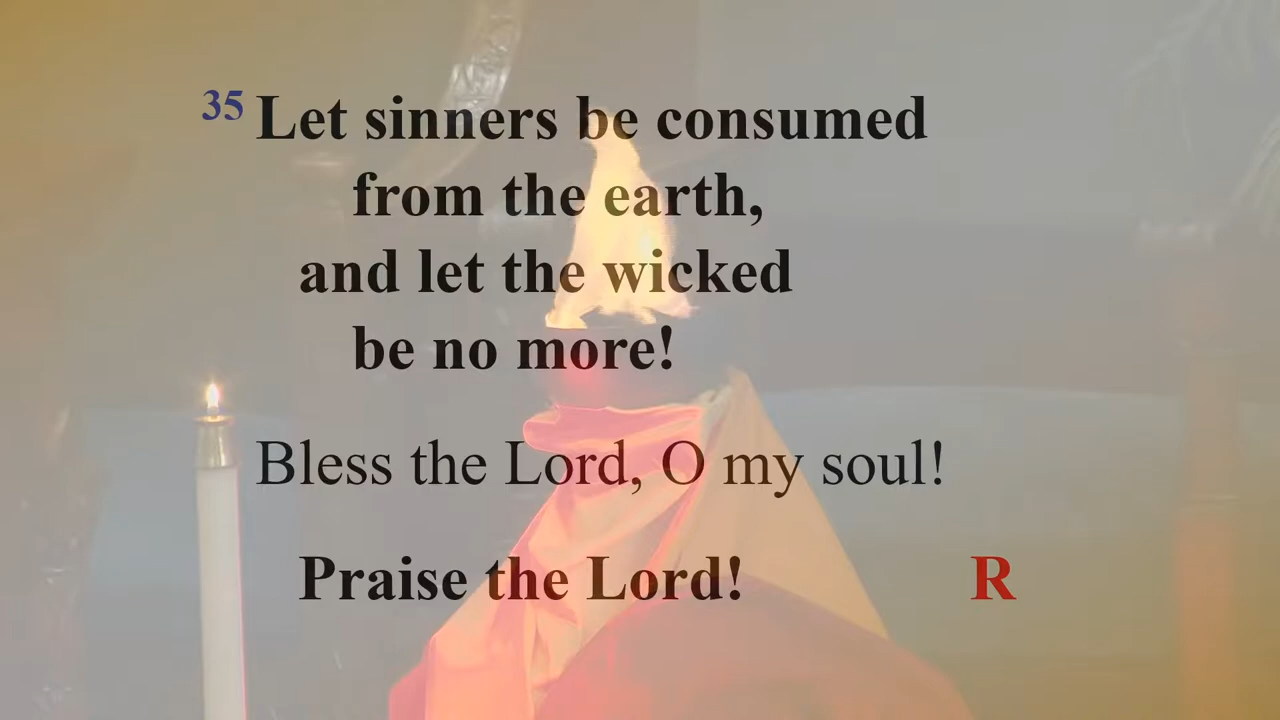 35 Let sinners be consumed
from the earth,
and let the wicked
be no more!
Bless the Lord, O my soul!
Praise the Lord! R